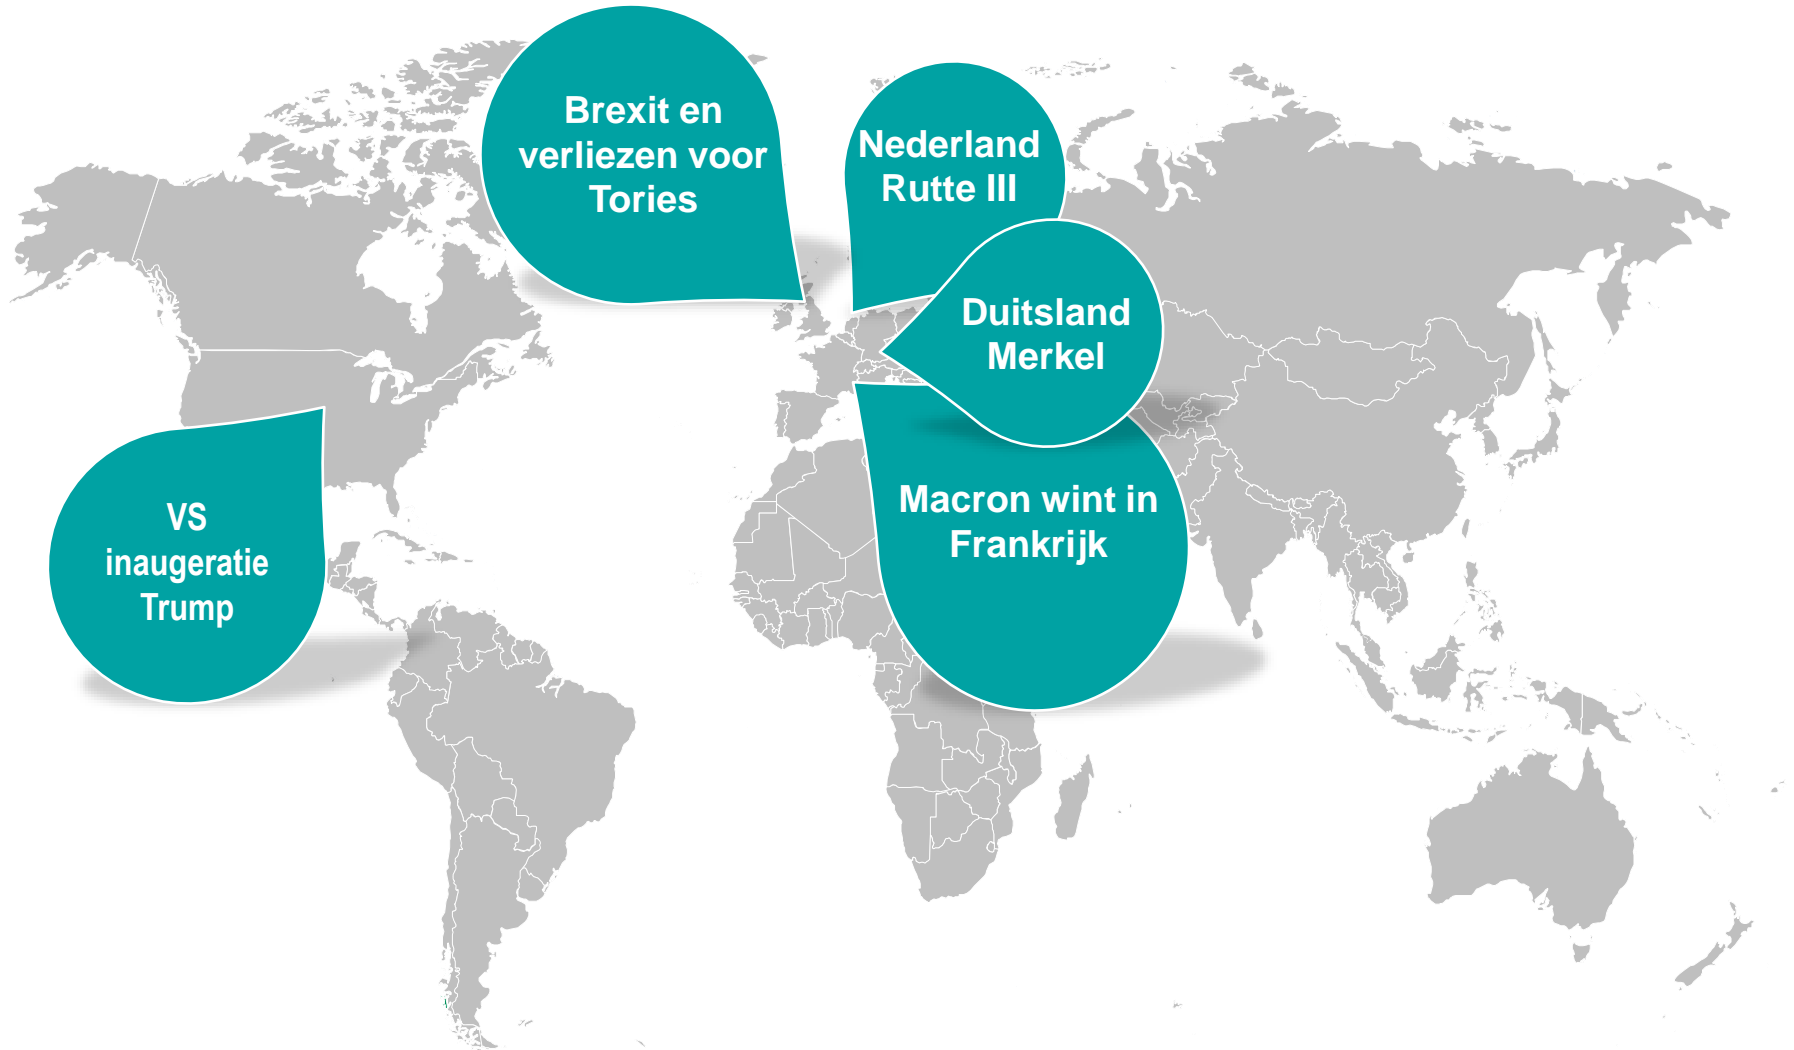 Brexit en
verliezen voor
Tories
Nederland
Rutte III
Duitsland
Merkel
Macron wint in
Frankrijk
VS
inaugeratie
Trump